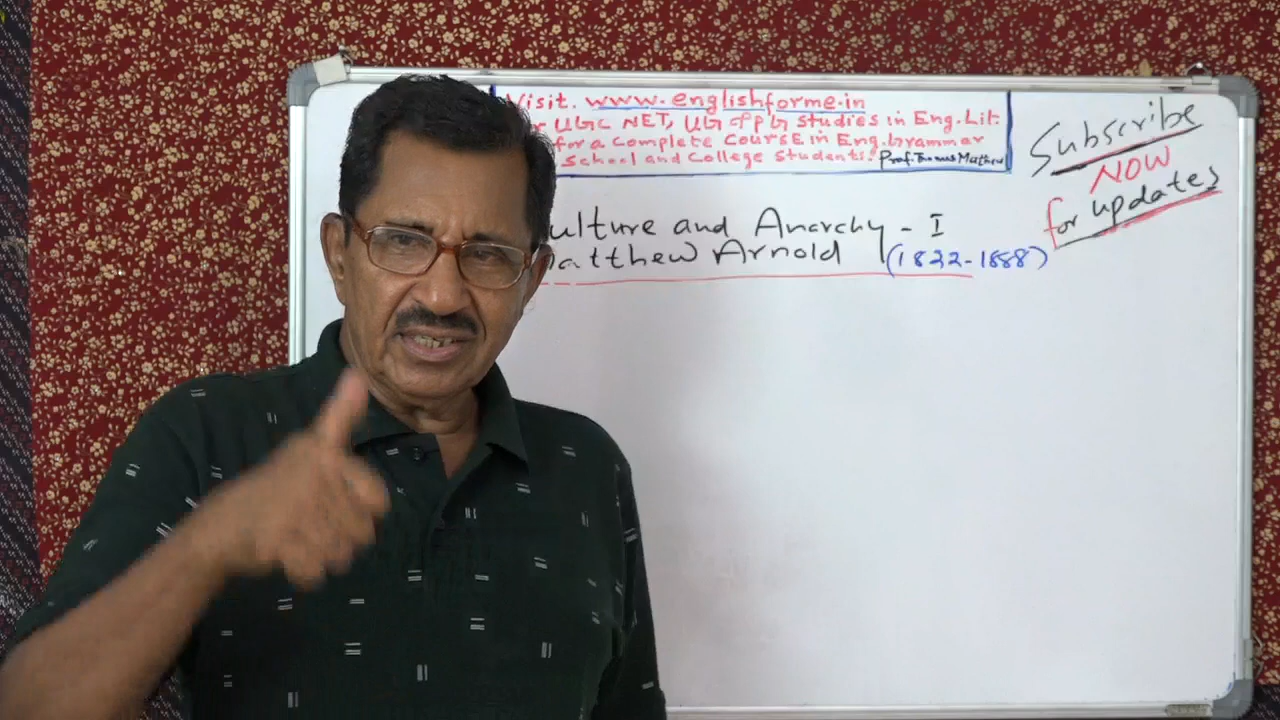 Visit. www.englishforme.in
UGC NET, UG & PG Studies in Eng. Lit.
for a Complete Course in Eng. Grammar
School and College Students. Prof. Thomas Mathew
Subscribe
NOW
for updates
ulture and Anarchy - I
atthew Arnold (1822-1888)